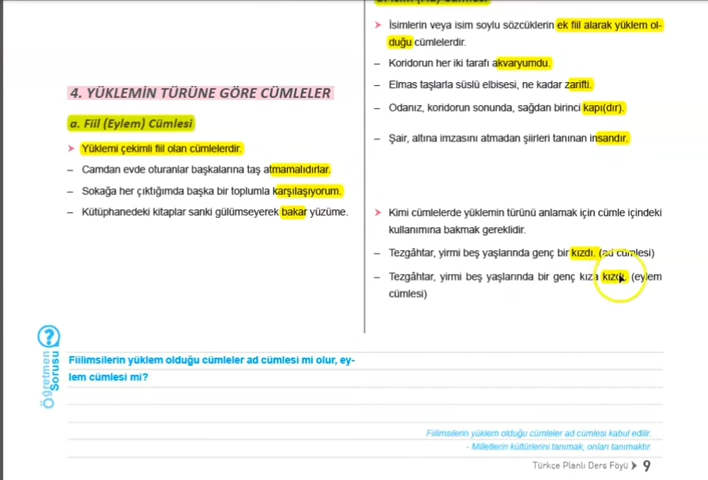 4. YÜKLEMİN TÜRÜNE GÖRE CÜMLELER
a. Fiil (Eylem) Cümlesi
➤ Yüklemi çekimli fiil olan cümlelerdir.
– Camdan evde oturanlar başkalarına taş atmamalıdırlar.
– Sokağa her çıktığımda başka bir toplumla karşılaşıyorum.
– Kütüphanedeki kitaplar sanki gülümseyerek bakar yüzüme.
➤ İsimlerin veya isim soylu sözcüklerin ek fiil alarak yüklem ol-
duğu cümlelerdir.
– Koridorun her iki tarafı akvaryumdu.
– Elmas taşlarla süslü elbisesi, ne kadar zarifti.
– Odanız, koridorun sonunda, sağdan birinci kapı(dır).
– Şair, altına imzasını atmadan şiirleri tanınan insandır.
➤ Kimi cümlelerde yüklemin türünü anlamak için cümle içindeki
kullanımına bakmak gereklidir.
– Tezgâhtar, yirmi beş yaşlarında genç bir kızdı. (ad cümlesi)
– Tezgâhtar, yirmi beş yaşlarında bir genç kıza kızdı. (eylem
cümlesi)
Öğretmen
Sorusu
Fiilimsilerin yüklem olduğu cümleler ad cümlesi mi olur, ey-
lem cümlesi mi?
Fiilimsilerin yüklem olduğu cümleler ad cümlesi kabul edilir.
- Milletlerin kültürlerini tanımak, onları tanımaktır.
Türkçe Planlı Ders Föyü ➤ 9